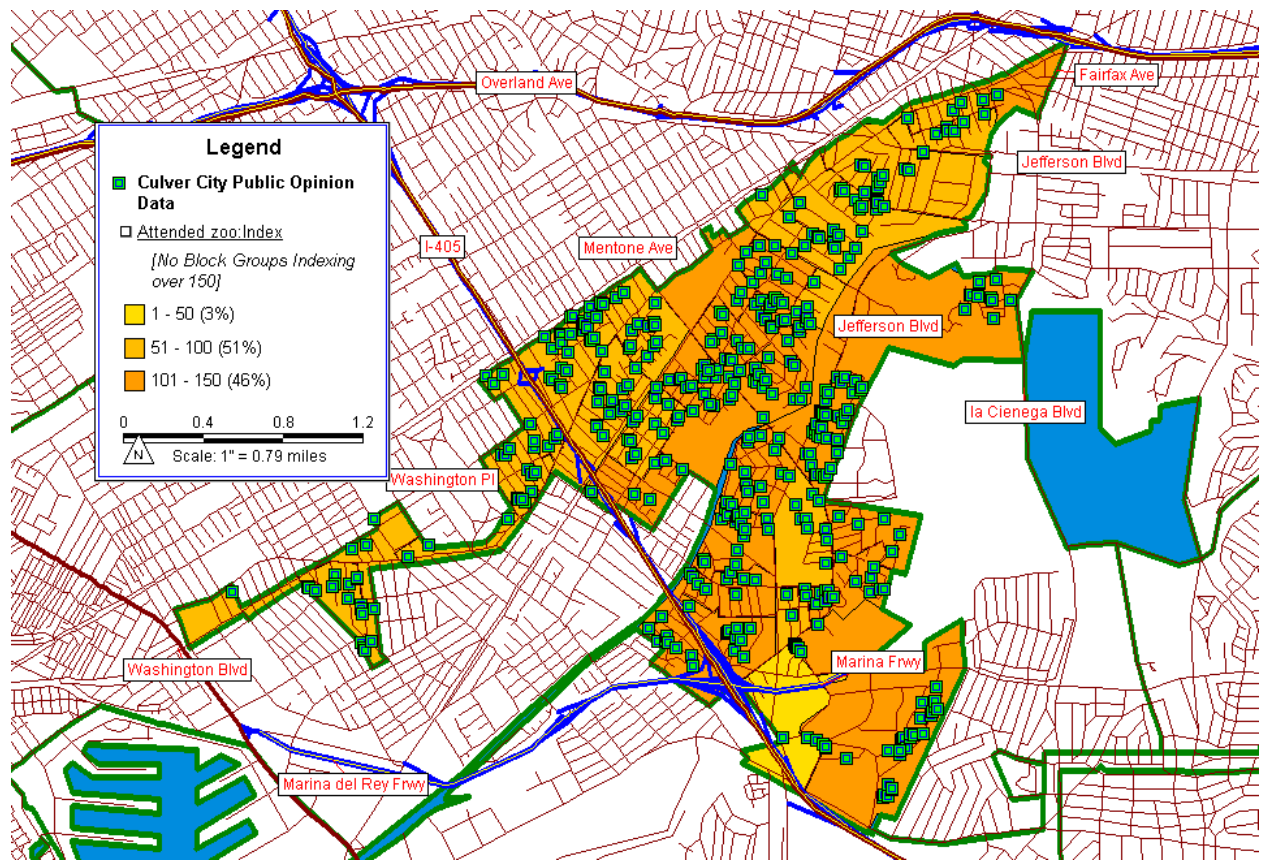 Overland Ave
Fairfax Ave
Legend
Culver City Public Opinion
Data
Attended zoo:Index
[No Block Groups Indexing
over 150]
1 - 50 (3%)
51 - 100 (51%)
101 - 150 (46%)
0 0.4 0.8 1.2
N
Scale: 1" = 0.79 miles
Jefferson Blvd
I-405
Mentone Ave
Jefferson Blvd
la Cienega Blvd
Washington Pl
Washington Blvd
Marina Frwy
Marina del Rey Frwy